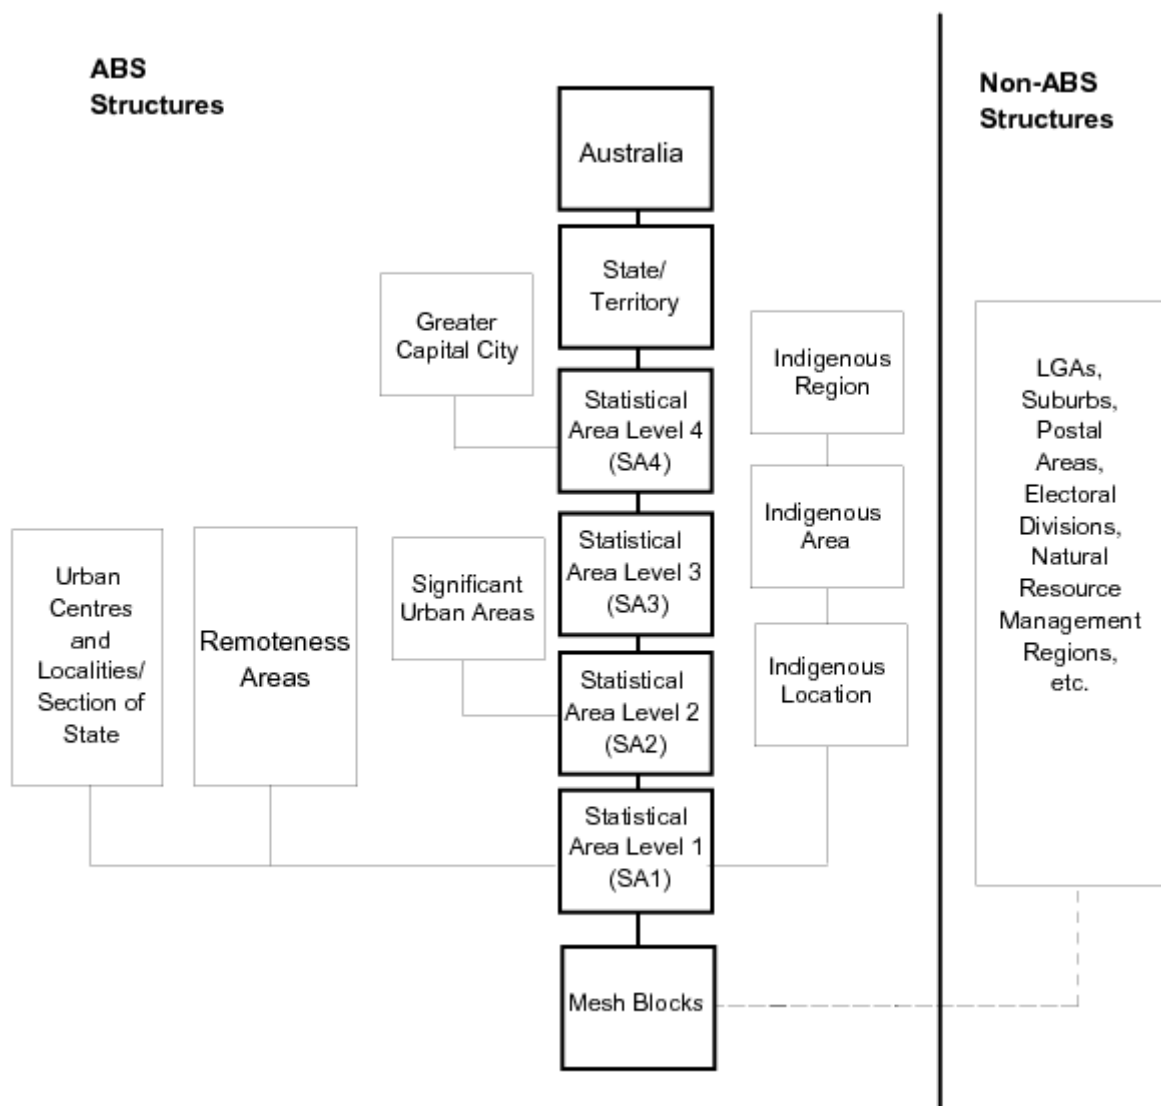 ABS
Structures
Non-ABS
Structures
Australia
State/
Territory
Greater
Capital City
Statistical
Area Level 4
(SA4)
Indigenous
Region
Indigenous
Area
Indigenous
Location
LGAs,
Suburbs,
Postal
Areas,
Electoral
Divisions,
Natural
Resource
Management
Regions,
etc.
Urban
Centres
and
Localities/
Section of
State
Remoteness
Areas
Significant
Urban Areas
Statistical
Area Level 3
(SA3)
Statistical
Area Level 2
(SA2)
Statistical
Area Level 1
(SA1)
Mesh Blocks